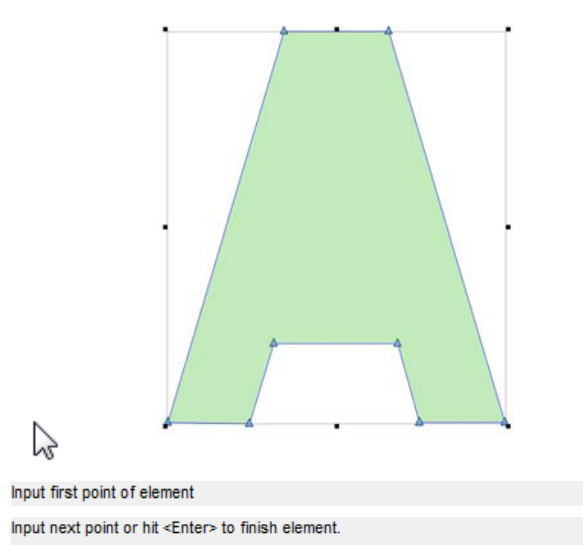 Input first point of element
Input next point or hit <Enter> to finish element.